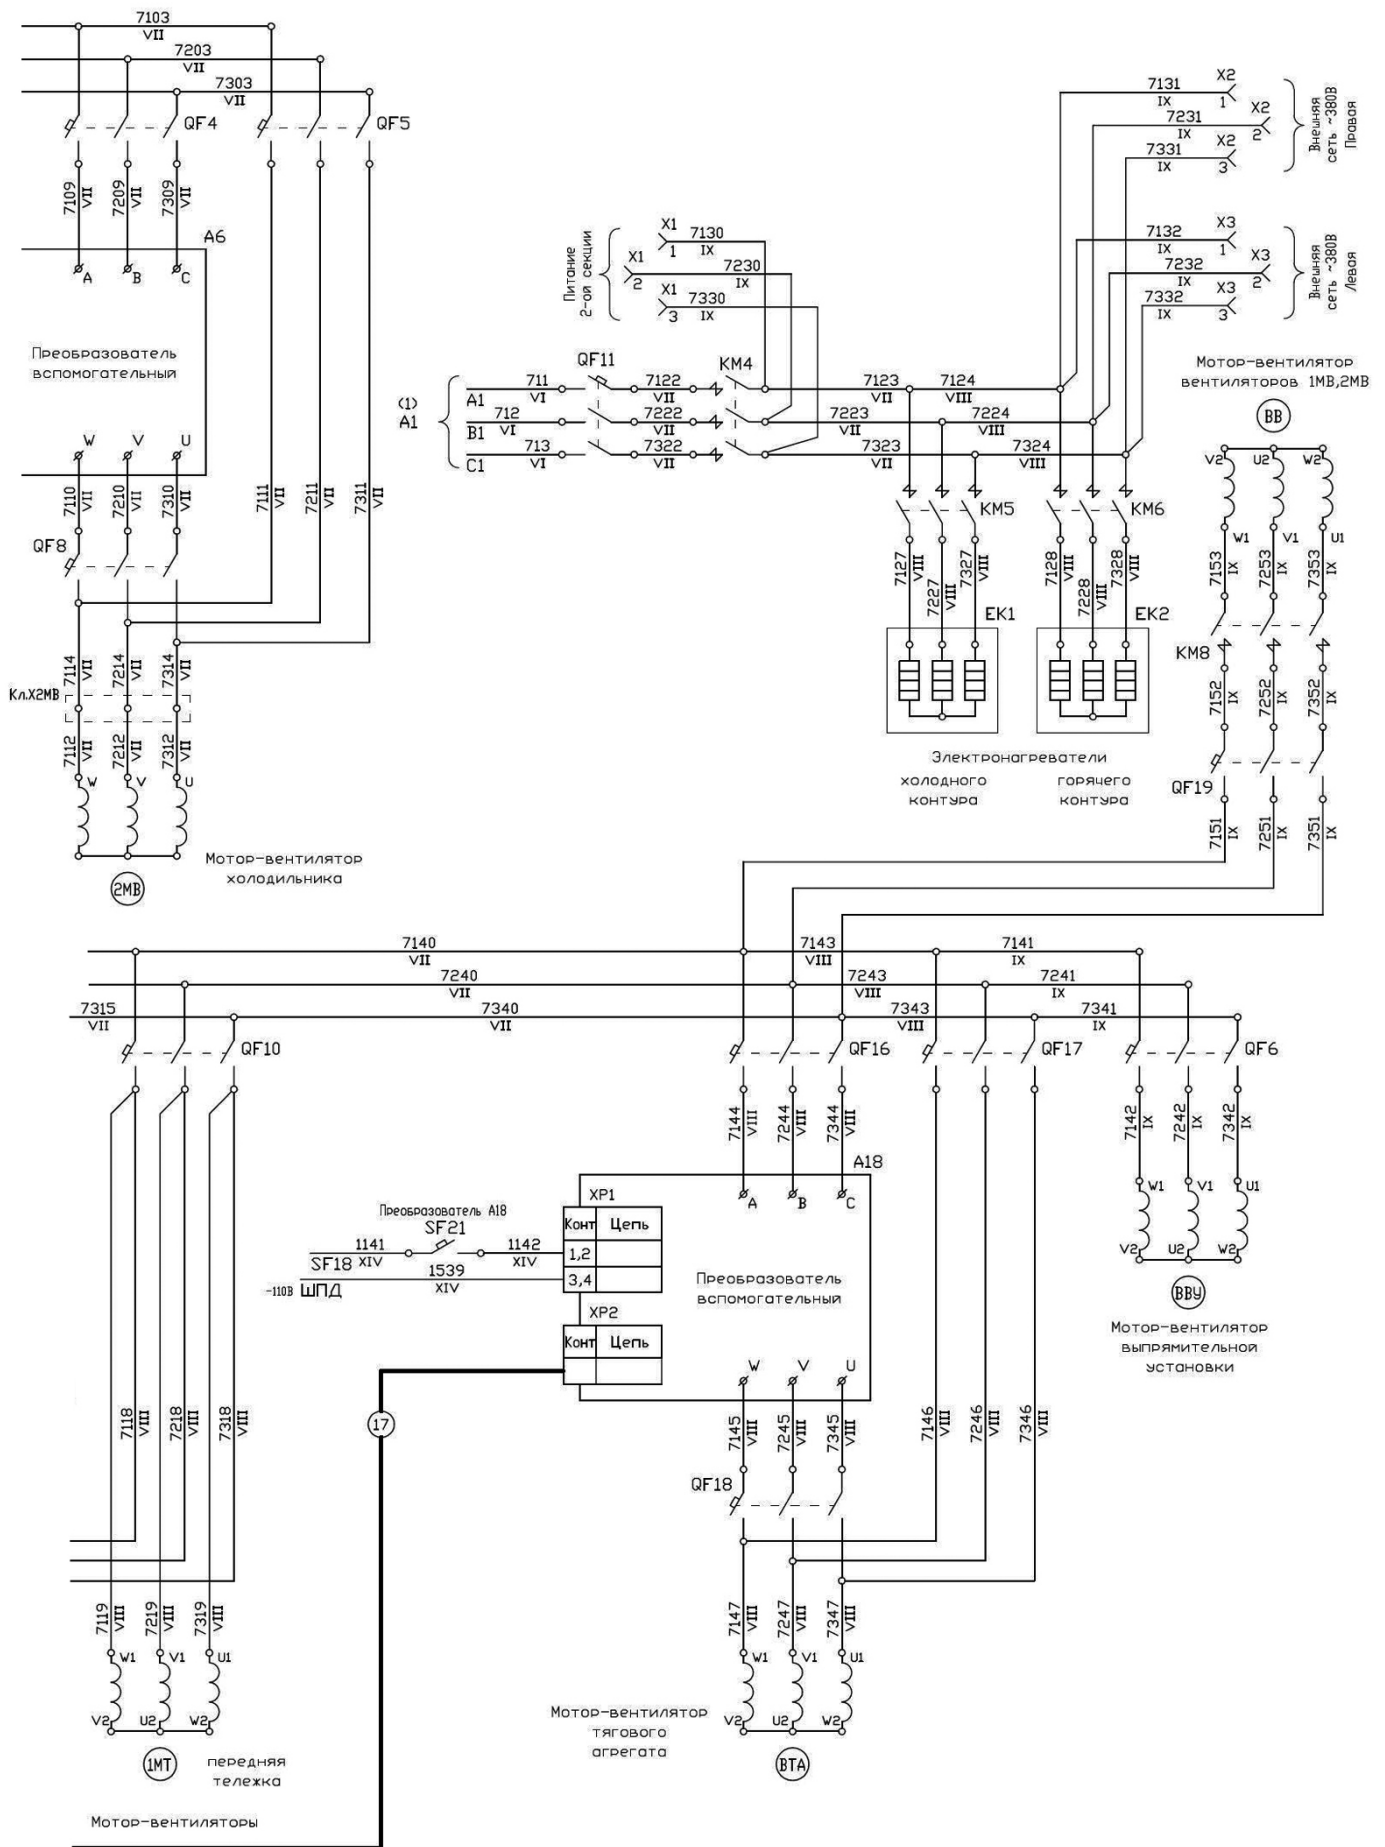 7103
VII
7203
VII
7303
VII
QF4
QF5
7109
VII
7209
VII
7309
VII
A6
A
B
C
Преобразователь
вспомогательный
W
V
U
7110
VII
7210
VII
7310
VII
7111
VII
7211
VII
7311
VII
QF8
7114
VII
7214
VII
7314
VII
Кл.Х2МВ
7112
VII
7212
VII
7312
VII
W
V
U
2МВ
Мотор-вентилятор
холодильника
Питание
2-ой секции
X1
1
7130
IX
X1
2
7230
IX
X1
3
7330
IX
7131
IX
X2
1
7231
IX
X2
2
7331
IX
X2
3
Внешняя
сеть ~380В
Правая
7132
IX
X3
1
7232
IX
X3
2
7332
IX
X3
3
Внешняя
сеть ~380В
Левая
(1)
A1
A1
711
VI
QF11
7122
VII
KM4
7123
VII
7124
VIII
B1
712
VI
7222
VII
7223
VII
7224
VIII
C1
713
VI
7322
VII
7323
VII
7324
VIII
KM5
KM6
7127
VIII
7227
VIII
7327
VIII
7128
VIII
7228
VIII
7328
VIII
EK1
EK2
Электронагреватели
холодного
контура
горячего
контура
Мотор-вентилятор
вентиляторов 1МВ,2МВ
ВВ
V2
U2
W2
W1
V1
U1
7153
IX
7253
IX
7353
IX
KM8
7152
IX
7252
IX
7352
IX
QF19
7151
IX
7251
IX
7351
IX
7140
VII
7143
VIII
7141
IX
7240
VII
7243
VIII
7241
IX
7315
VII
7340
VII
7343
VIII
7341
IX
QF10
QF16
QF17
QF6
7144
VIII
7244
VIII
7344
VIII
7142
IX
7242
IX
7342
IX
A18
A
B
C
W1
V1
U1
V2
U2
W2
ВВУ
Мотор-вентилятор
выпрямительной
установки
XP1
Конт
Цепь
1,2
3,4
Преобразователь А18
SF21
1141
XIV
1142
XIV
SF18
1539
XIV
-110В ШПД
XP2
Конт
Цепь
Преобразователь
вспомогательный
W
V
U
17
7118
VIII
7218
VIII
7318
VIII
7145
VIII
7245
VIII
7345
VIII
7146
VIII
7246
VIII
7346
VIII
QF18
7119
VIII
7219
VIII
7319
VIII
7147
VIII
7247
VIII
7347
VIII
W1
V1
U1
V2
U2
W2
1МТ
передняя
тележка
Мотор-вентиляторы
W1
V1
U1
V2
U2
W2
Мотор-вентилятор
тягового
агрегата
ВТА